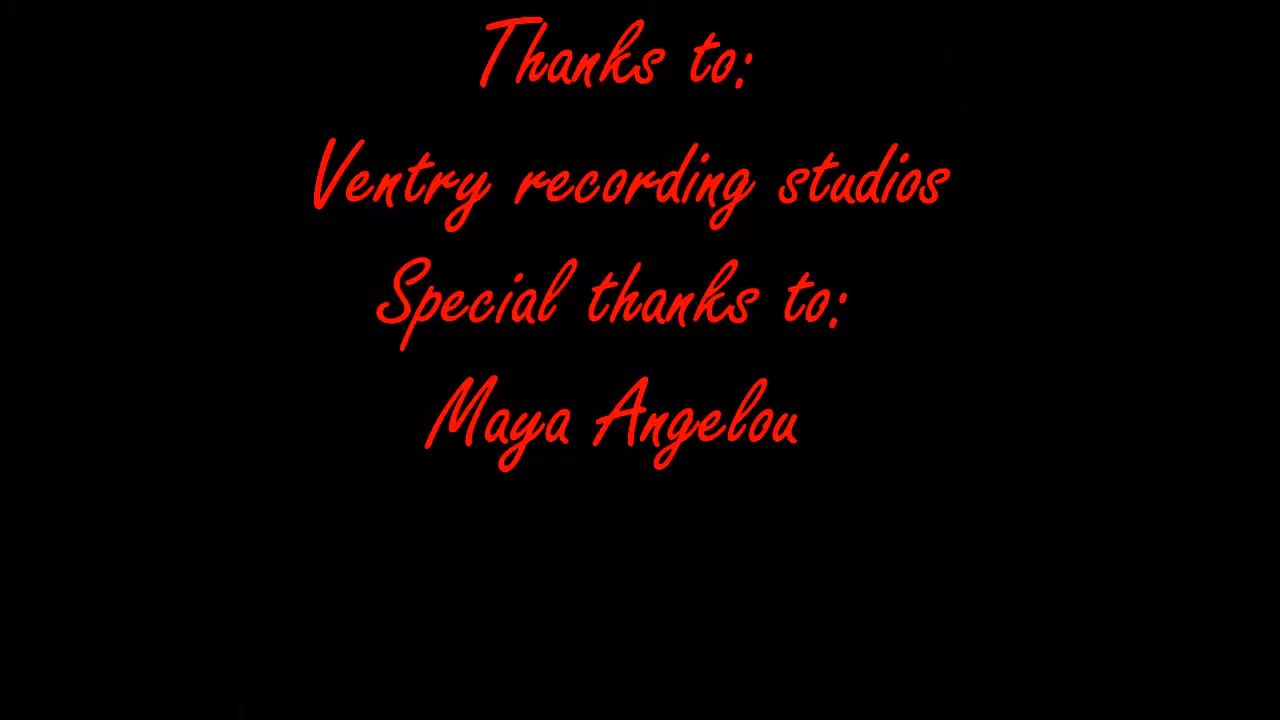 Thanks to:
Ventry recording studios
Special thanks to:
Maya Angelou